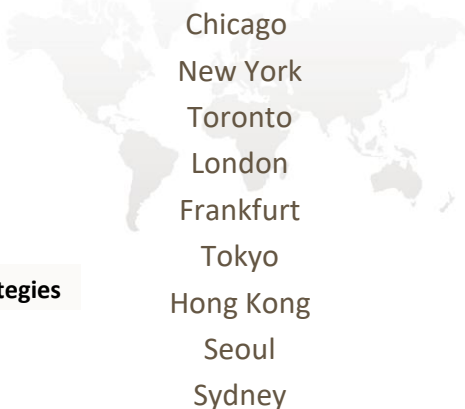 Chicago
New York
Toronto
London
Frankfurt
Tokyo
tegies
Hong Kong
Seoul
Sydney